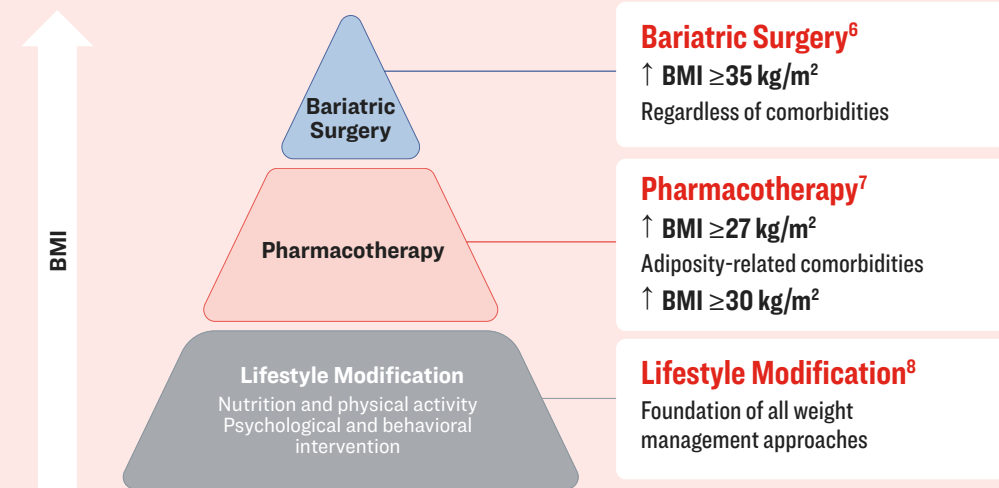 BMI
Bariatric
Surgery
Pharmacotherapy
Lifestyle Modification
Nutrition and physical activity
Psychological and behavioral
intervention
Bariatric Surgery⁶
↑ BMI ≥35 kg/m²
Regardless of comorbidities
Pharmacotherapy⁷
↑ BMI ≥27 kg/m²
Adiposity-related comorbidities
↑ BMI ≥30 kg/m²
Lifestyle Modification⁸
Foundation of all weight
management approaches